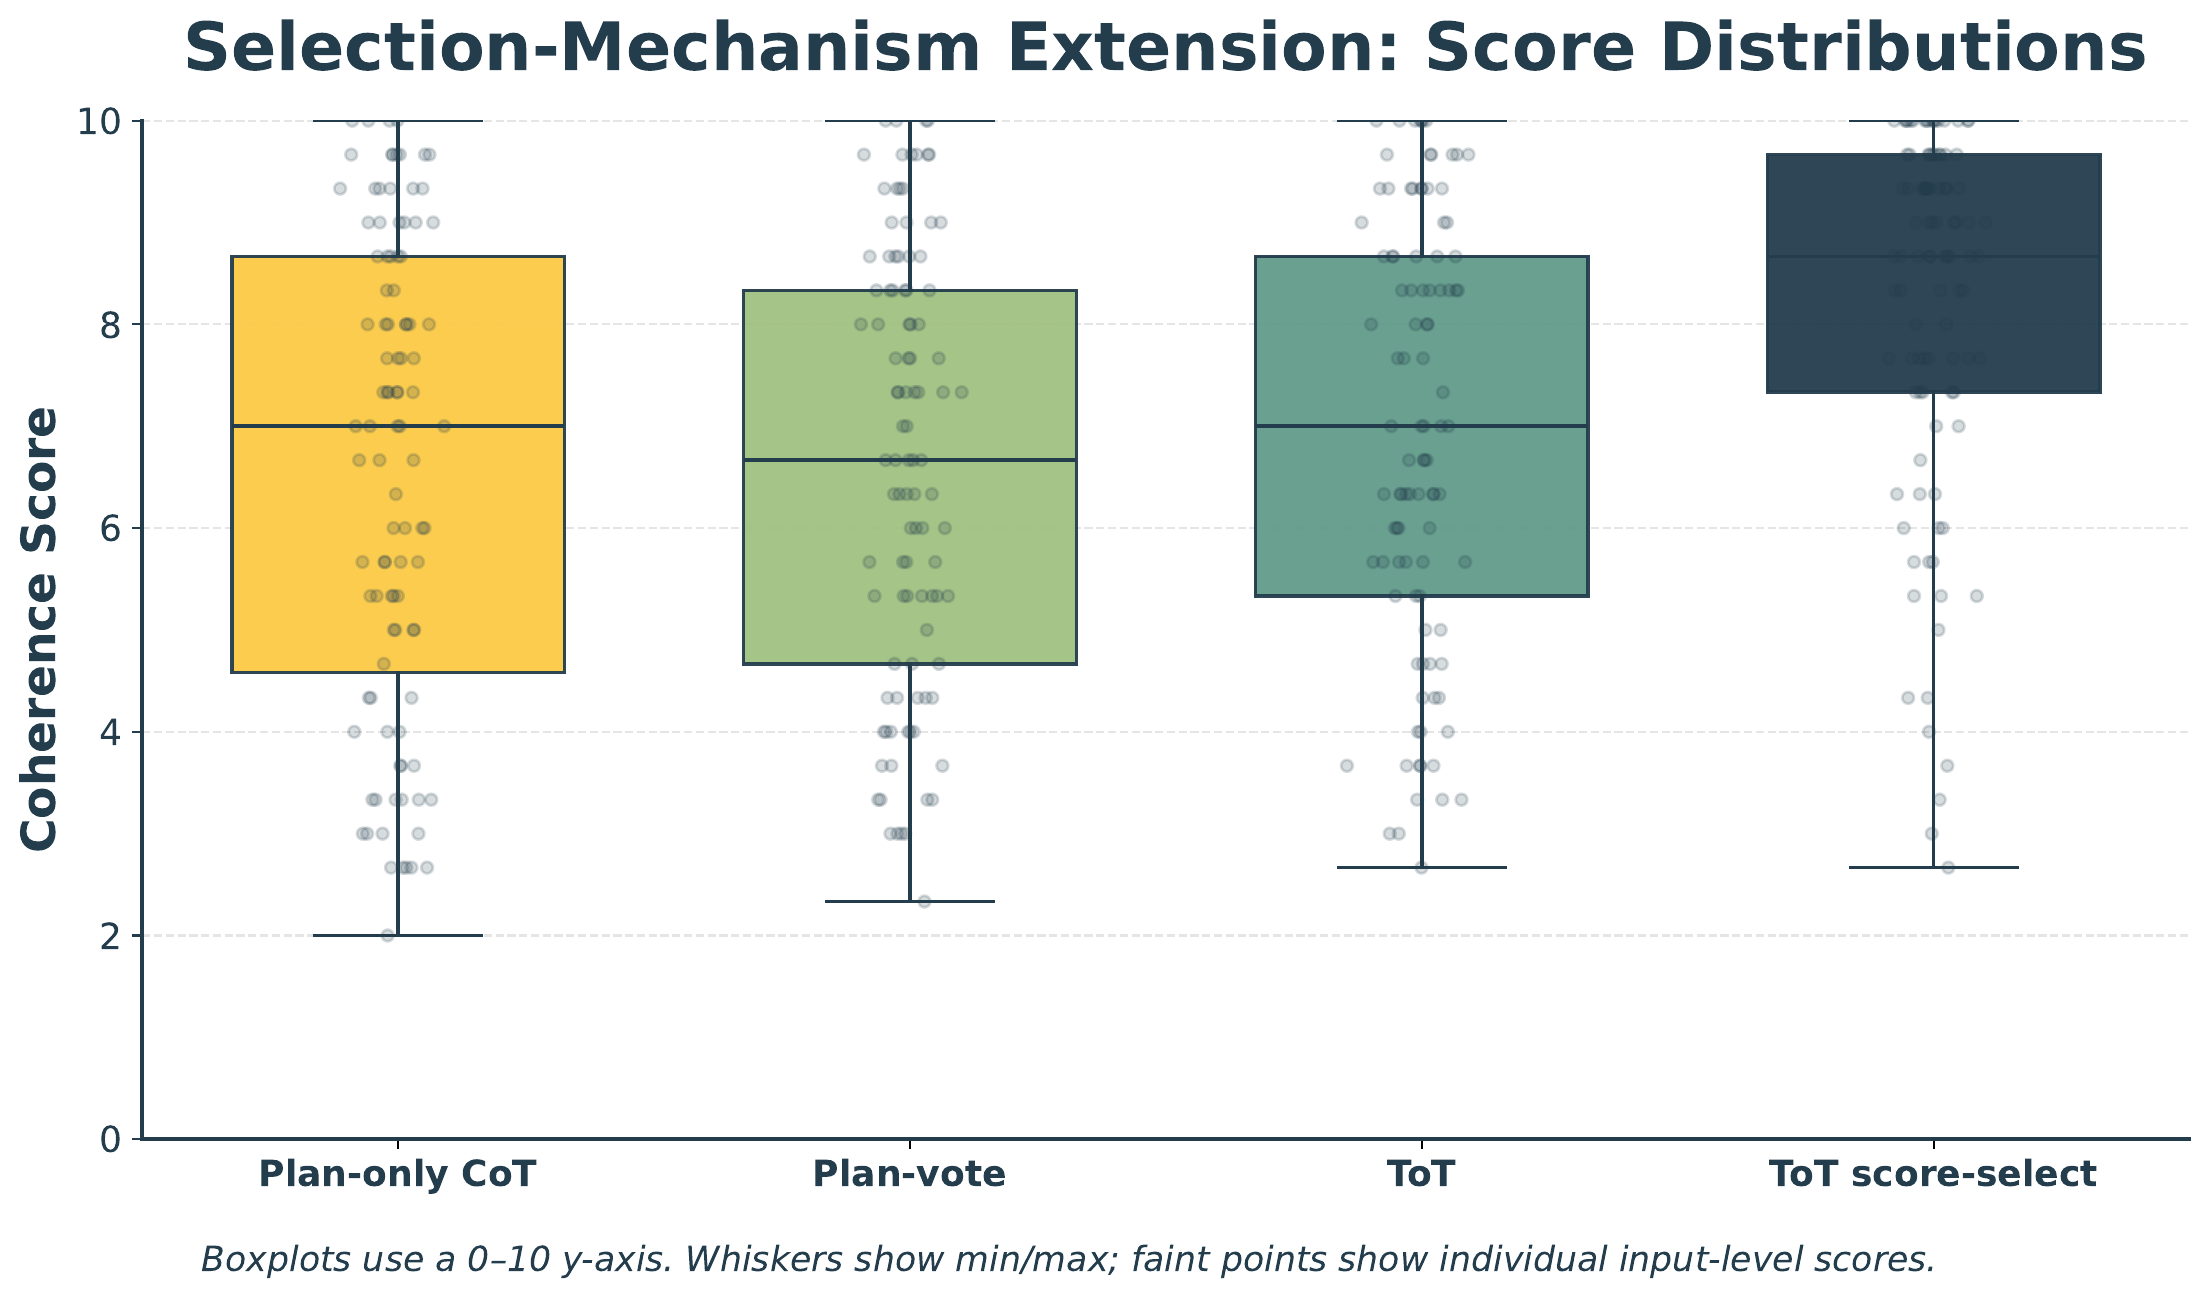 Selection-Mechanism Extension: Score Distributions
Coherence Score
10
8
6
4
2
0
Plan-only CoT
Plan-vote
ToT
ToT score-select
Boxplots use a 0–10 y-axis. Whiskers show min/max; faint points show individual input-level scores.